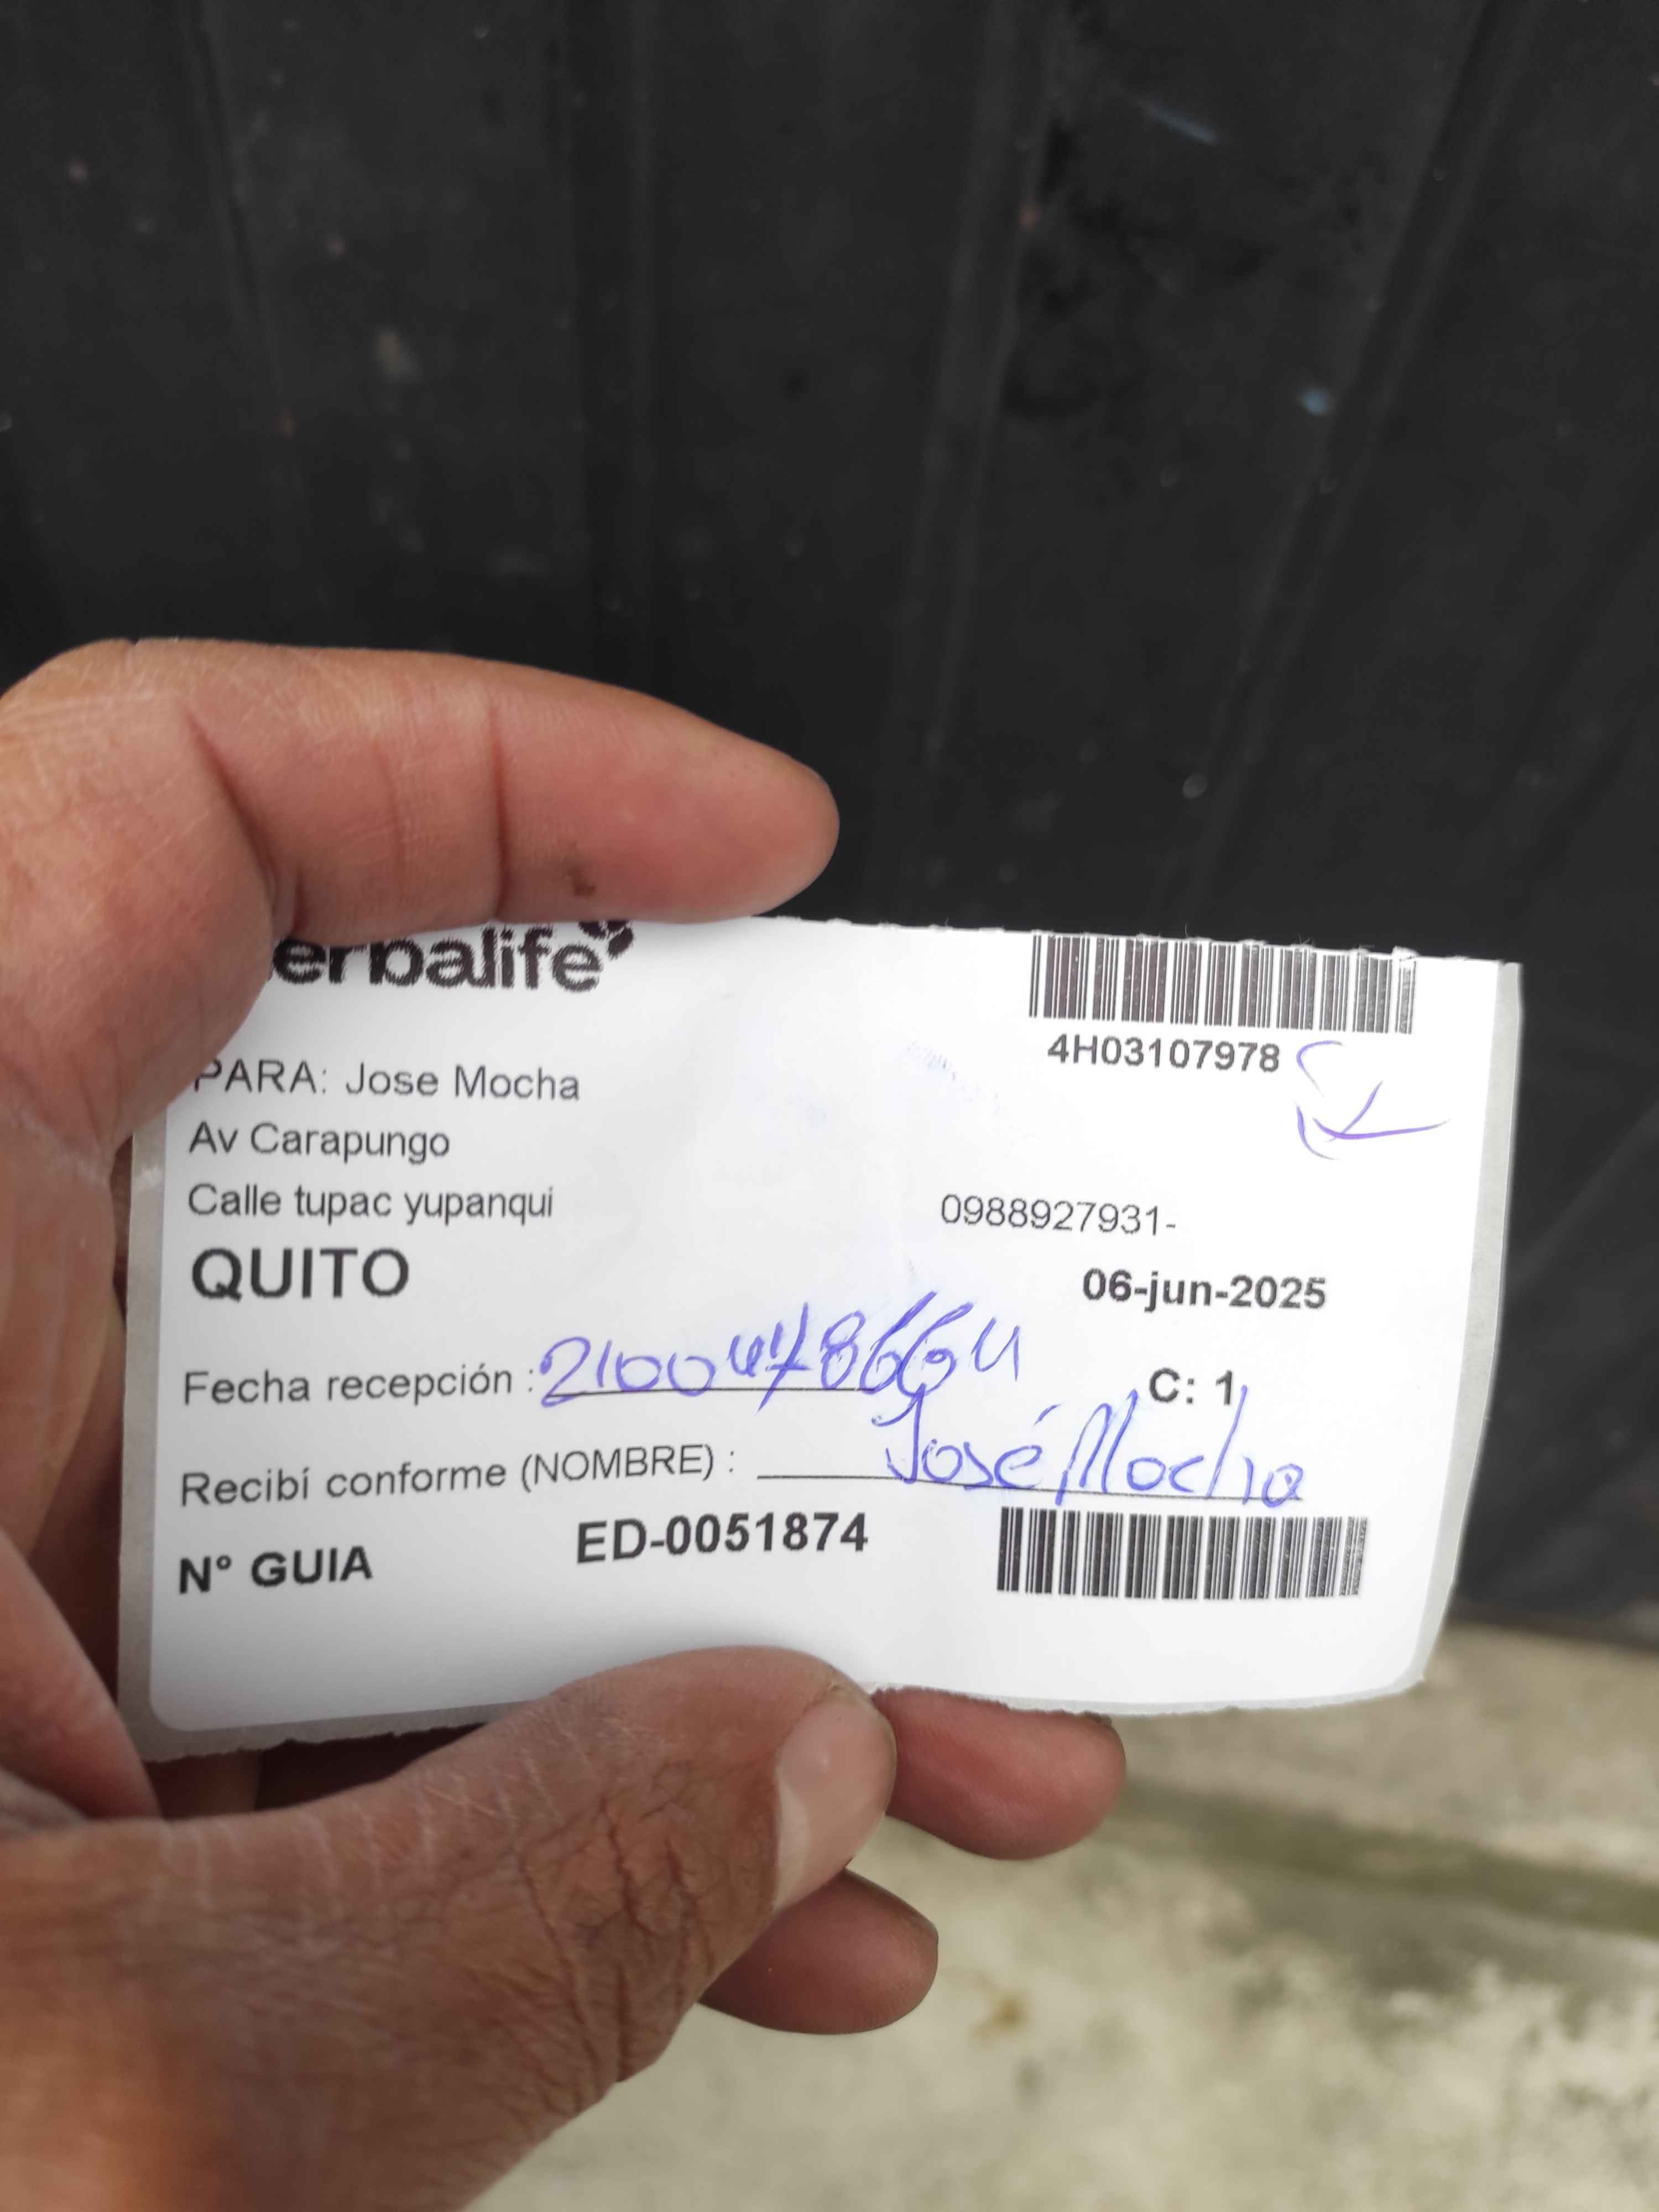 erbalife
4H03107978
PARA: Jose Mocha
Av Carapungo
Calle tupac yupanqui
0988927931-
QUITO
06-jun-2025
Fecha recepción :
C: 1
Recibí conforme (NOMBRE) : José Mocha
N° GUIA ED-0051874